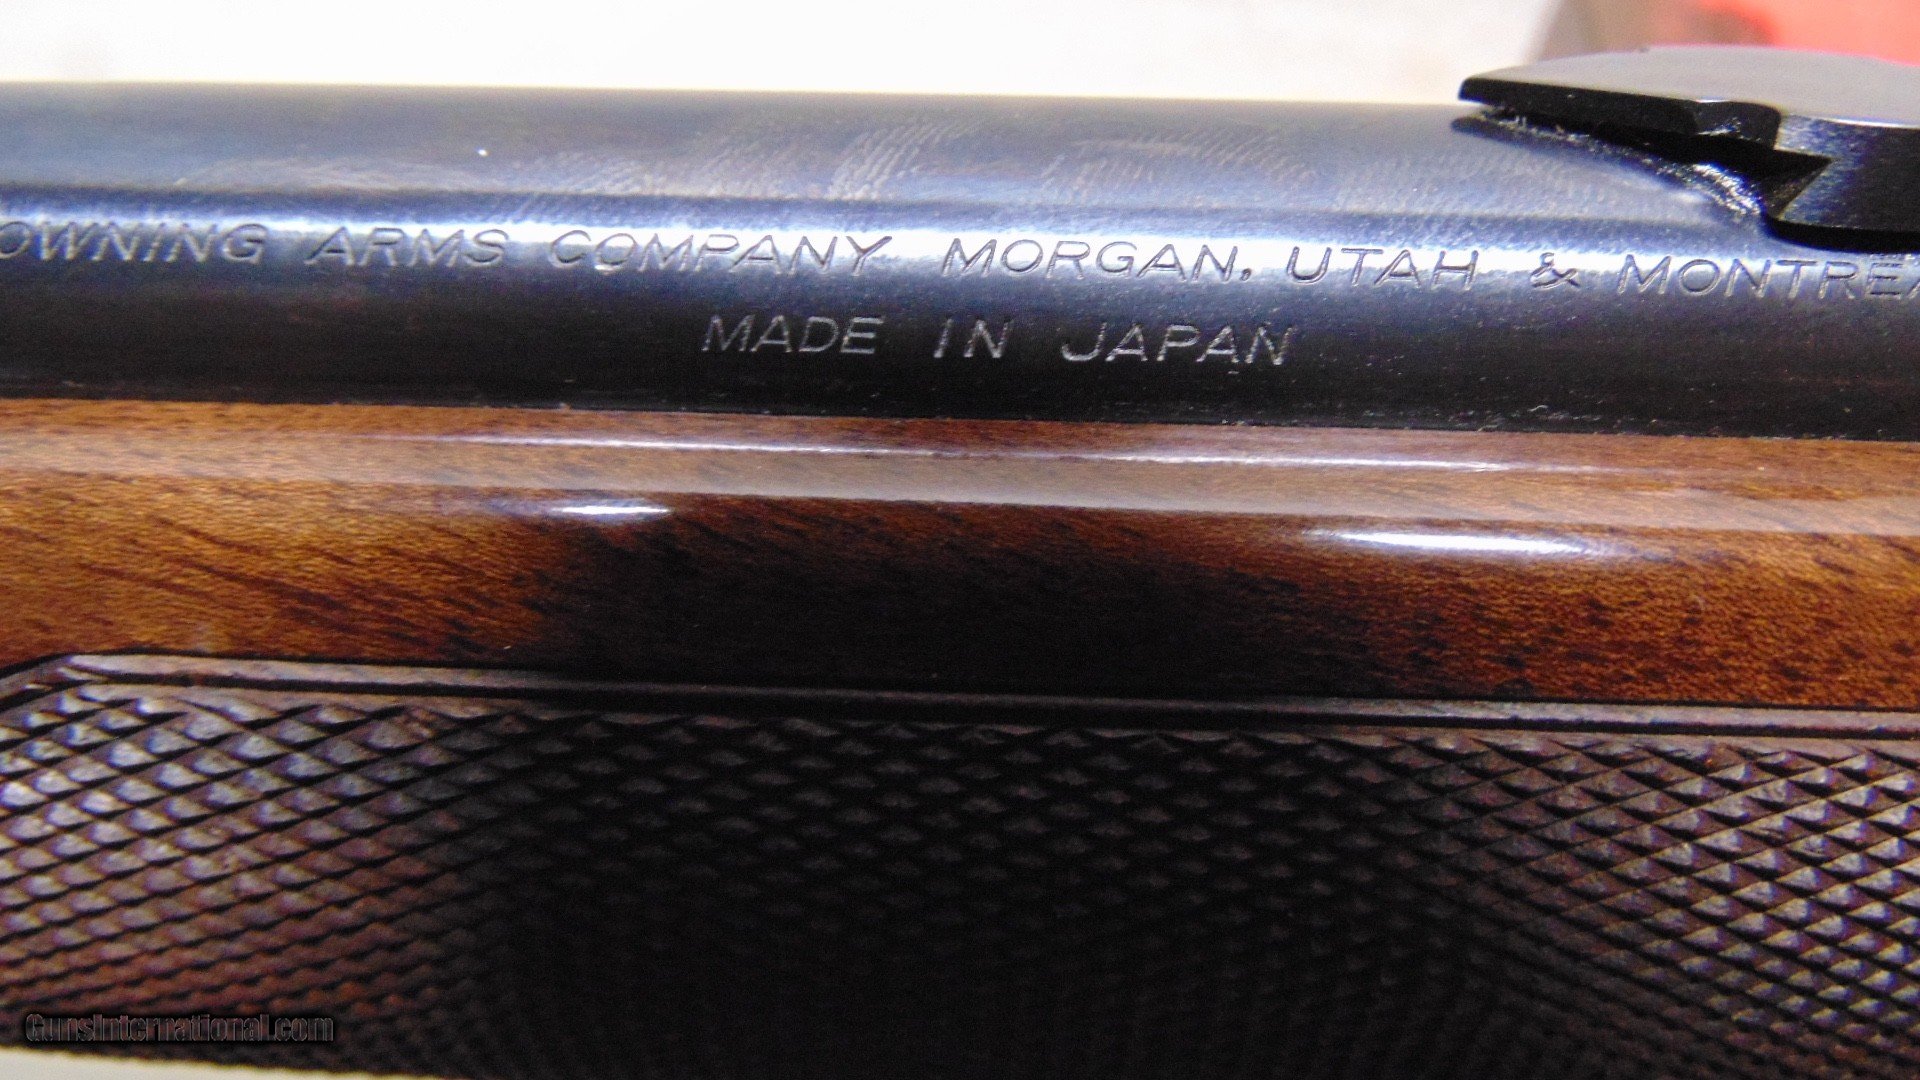 OWNING ARMS COMPANY MORGAN, UTAH & MONTREA
MADE IN JAPAN
GunsInternational.com